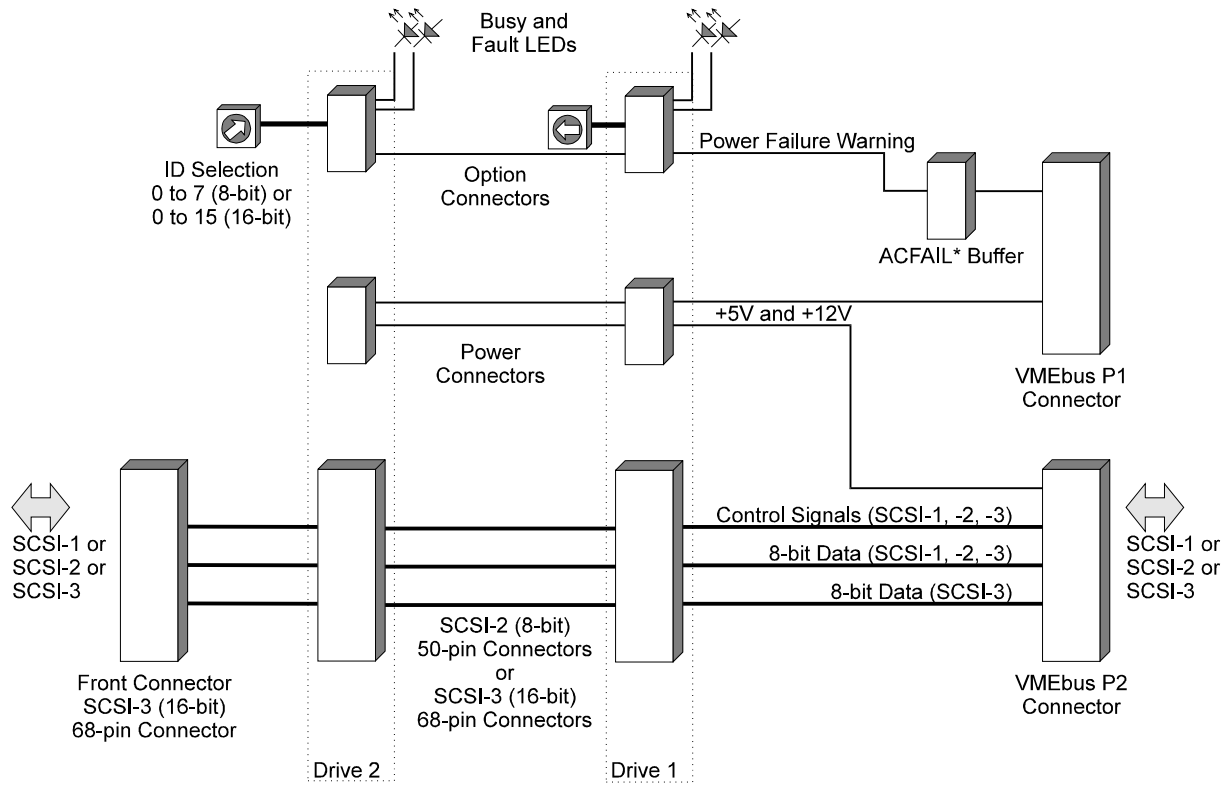 Busy and
Fault LEDs
Power Failure Warning
ID Selection
0 to 7 (8-bit) or
0 to 15 (16-bit)
Option
Connectors
ACFAIL* Buffer
+5V and +12V
Power
Connectors
VMEbus P1
Connector
SCSI-1 or
SCSI-2 or
SCSI-3
Control Signals (SCSI-1, -2, -3)
8-bit Data (SCSI-1, -2, -3)
8-bit Data (SCSI-3)
SCSI-1 or
SCSI-2 or
SCSI-3
SCSI-2 (8-bit)
50-pin Connectors
or
SCSI-3 (16-bit)
68-pin Connectors
Front Connector
SCSI-3 (16-bit)
68-pin Connector
VMEbus P2
Connector
Drive 2
Drive 1